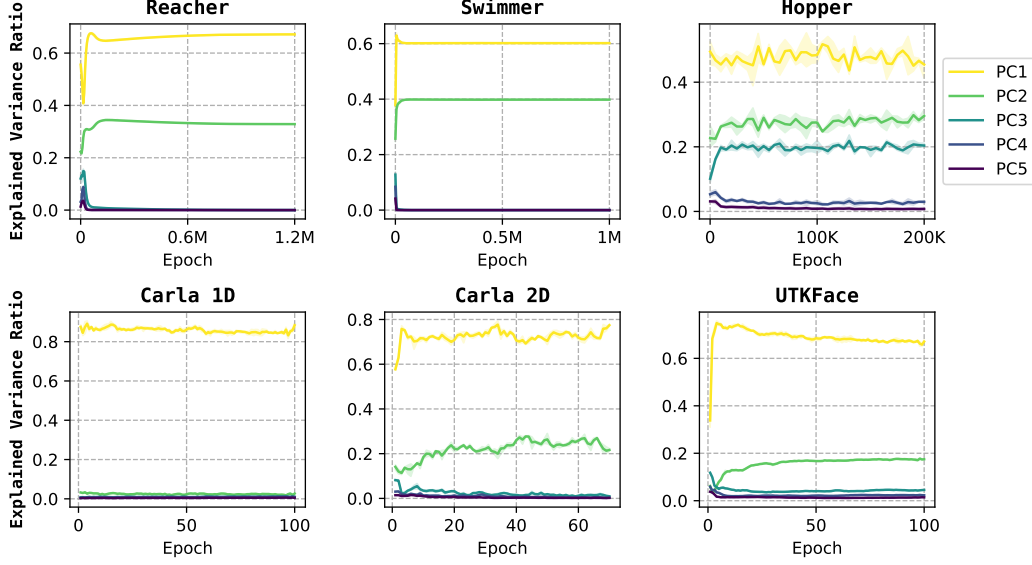 Reacher
Swimmer
Hopper
Explained Variance Ratio
0.6
0.4
0.2
0.0
0
0.6M
1.2M
Epoch
0.6
0.4
0.2
0.0
0
0.5M
1M
Epoch
0.4
0.2
0.0
0
100K
200K
Epoch
PC1
PC2
PC3
PC4
PC5
Carla 1D
Carla 2D
UTKFace
Explained Variance Ratio
0.8
0.6
0.4
0.2
0.0
0
50
100
Epoch
0.8
0.6
0.4
0.2
0.0
0
20
40
60
Epoch
0.6
0.4
0.2
0.0
0
50
100
Epoch